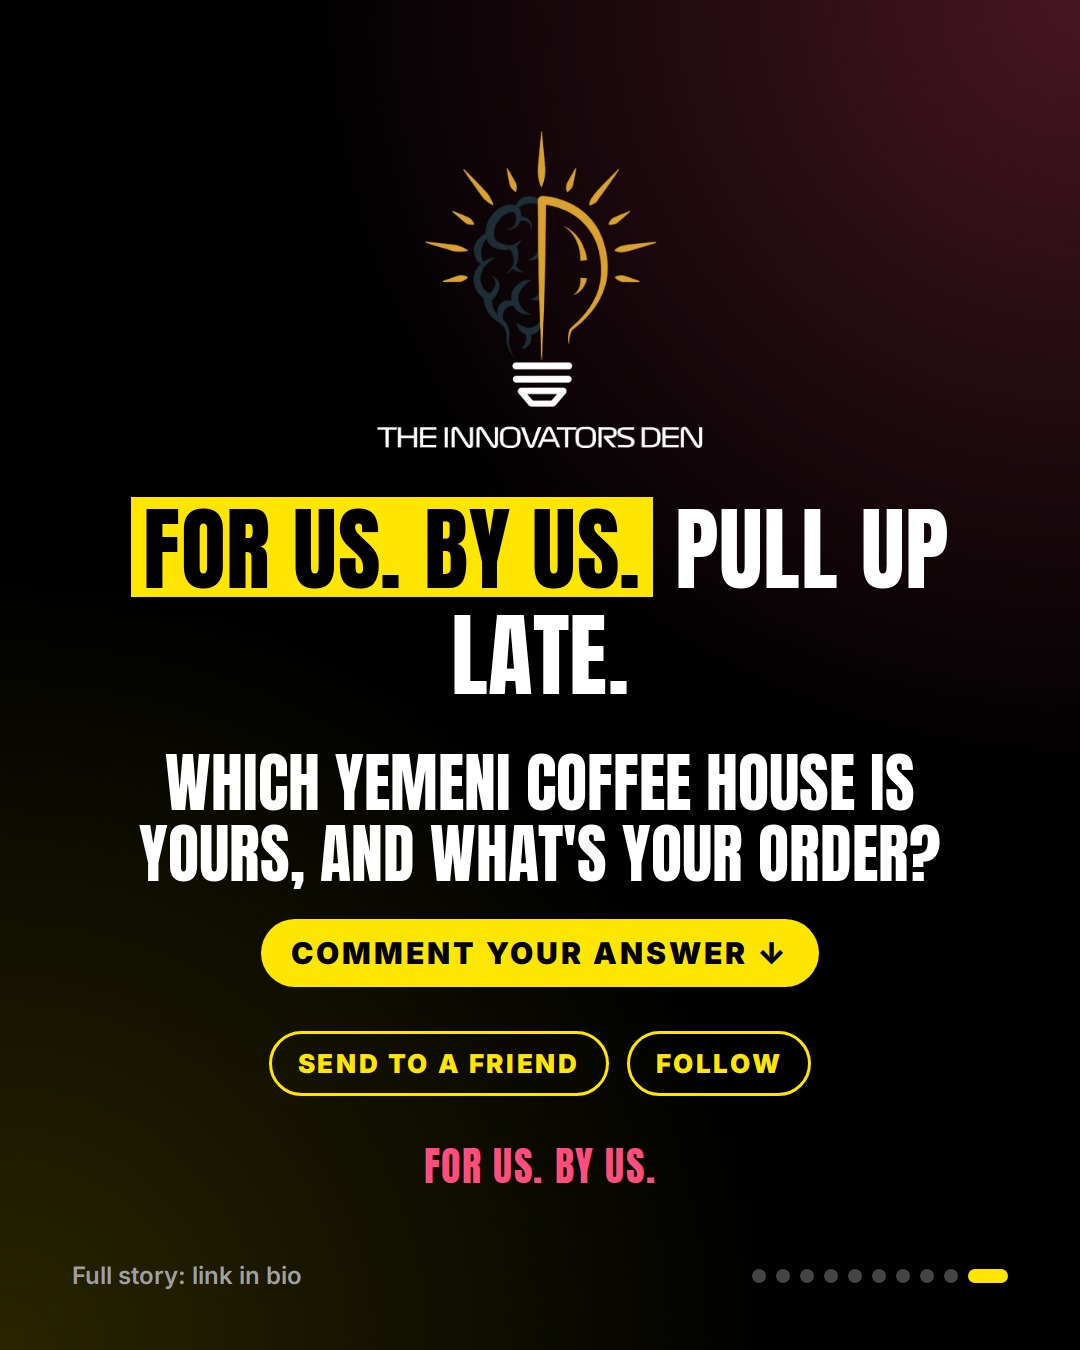 THE INNOVATORS DEN
FOR US. BY US. PULL UP
LATE.
WHICH YEMENI COFFEE HOUSE IS
YOURS, AND WHAT'S YOUR ORDER?
COMMENT YOUR ANSWER ↓
SEND TO A FRIEND
FOLLOW
FOR US. BY US.
Full story: link in bio